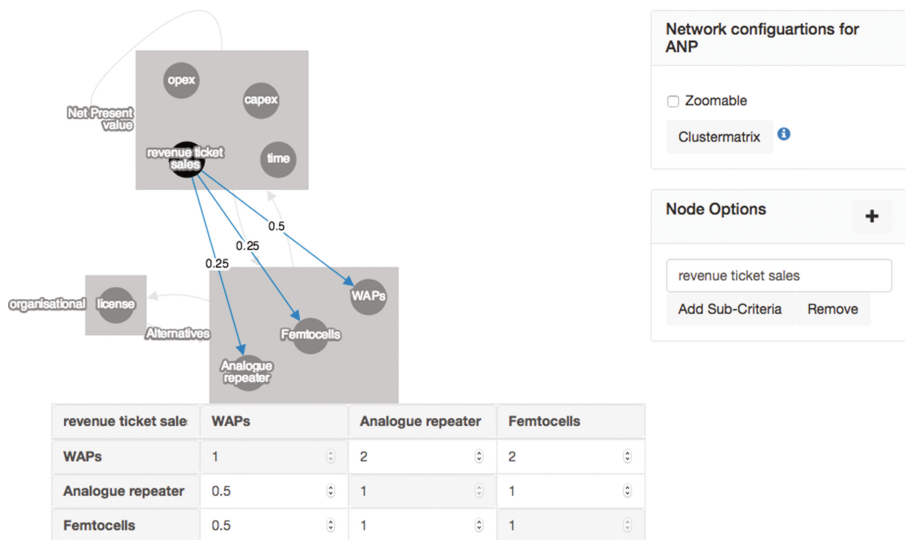 opex
capex
Net Present
value
revenue ticket
sales
time
0.5
0.25
0.25
organisational
license
WAPs
Alternatives
Femtocells
Analogue
repeater
Network configuartions for
ANP
Zoomable
Clustermatrix
i
Node Options
+
revenue ticket sales
Add Sub-Criteria Remove
revenue ticket sale WAPs Analogue repeater Femtocells
WAPs 1 2 2
Analogue repeater 0.5 1 1
Femtocells 0.5 1 1